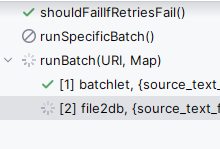 shouldFailIfRetriesFail()
runSpecificBatch()
runBatch(URI, Map)
[1] batchlet, {source_text_
[2] file2db, {source_text_f